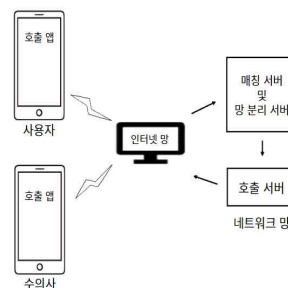 호출 앱
사용자
인터넷 망
매칭 서버
및
망 분리 서버
호출 서버
네트워크 망
호출 앱
수의사